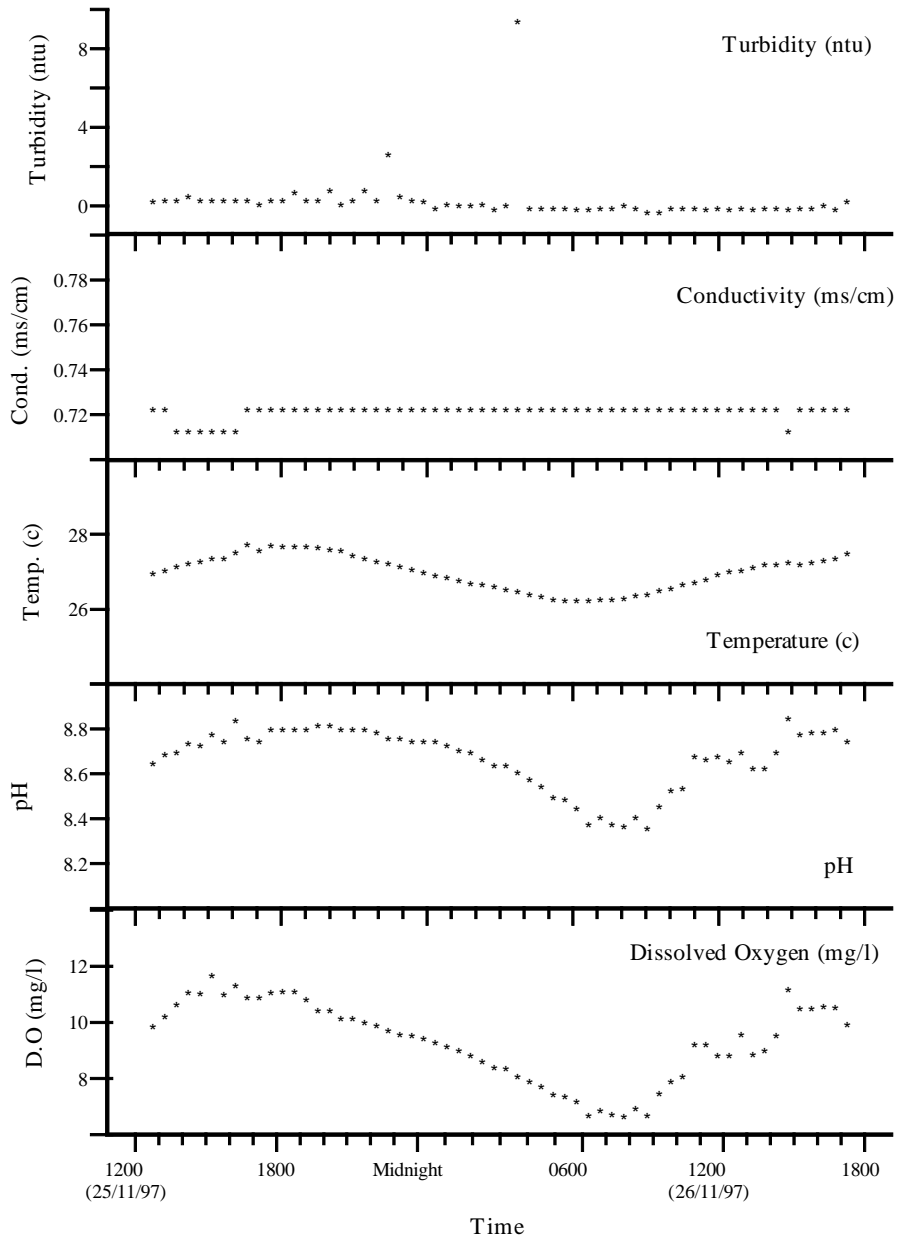 Turbidity (ntu)
Turbidity (ntu)
8
4
0
Cond. (ms/cm)
Conductivity (ms/cm)
0.78
0.76
0.74
0.72
Temp. (c)
28
26
Temperature (c)
pH
8.8
8.6
8.4
8.2
pH
D.O (mg/l)
Dissolved Oxygen (mg/l)
12
10
8
1200 1800 Midnight 0600 1200 1800
(25/11/97) (26/11/97)
Time